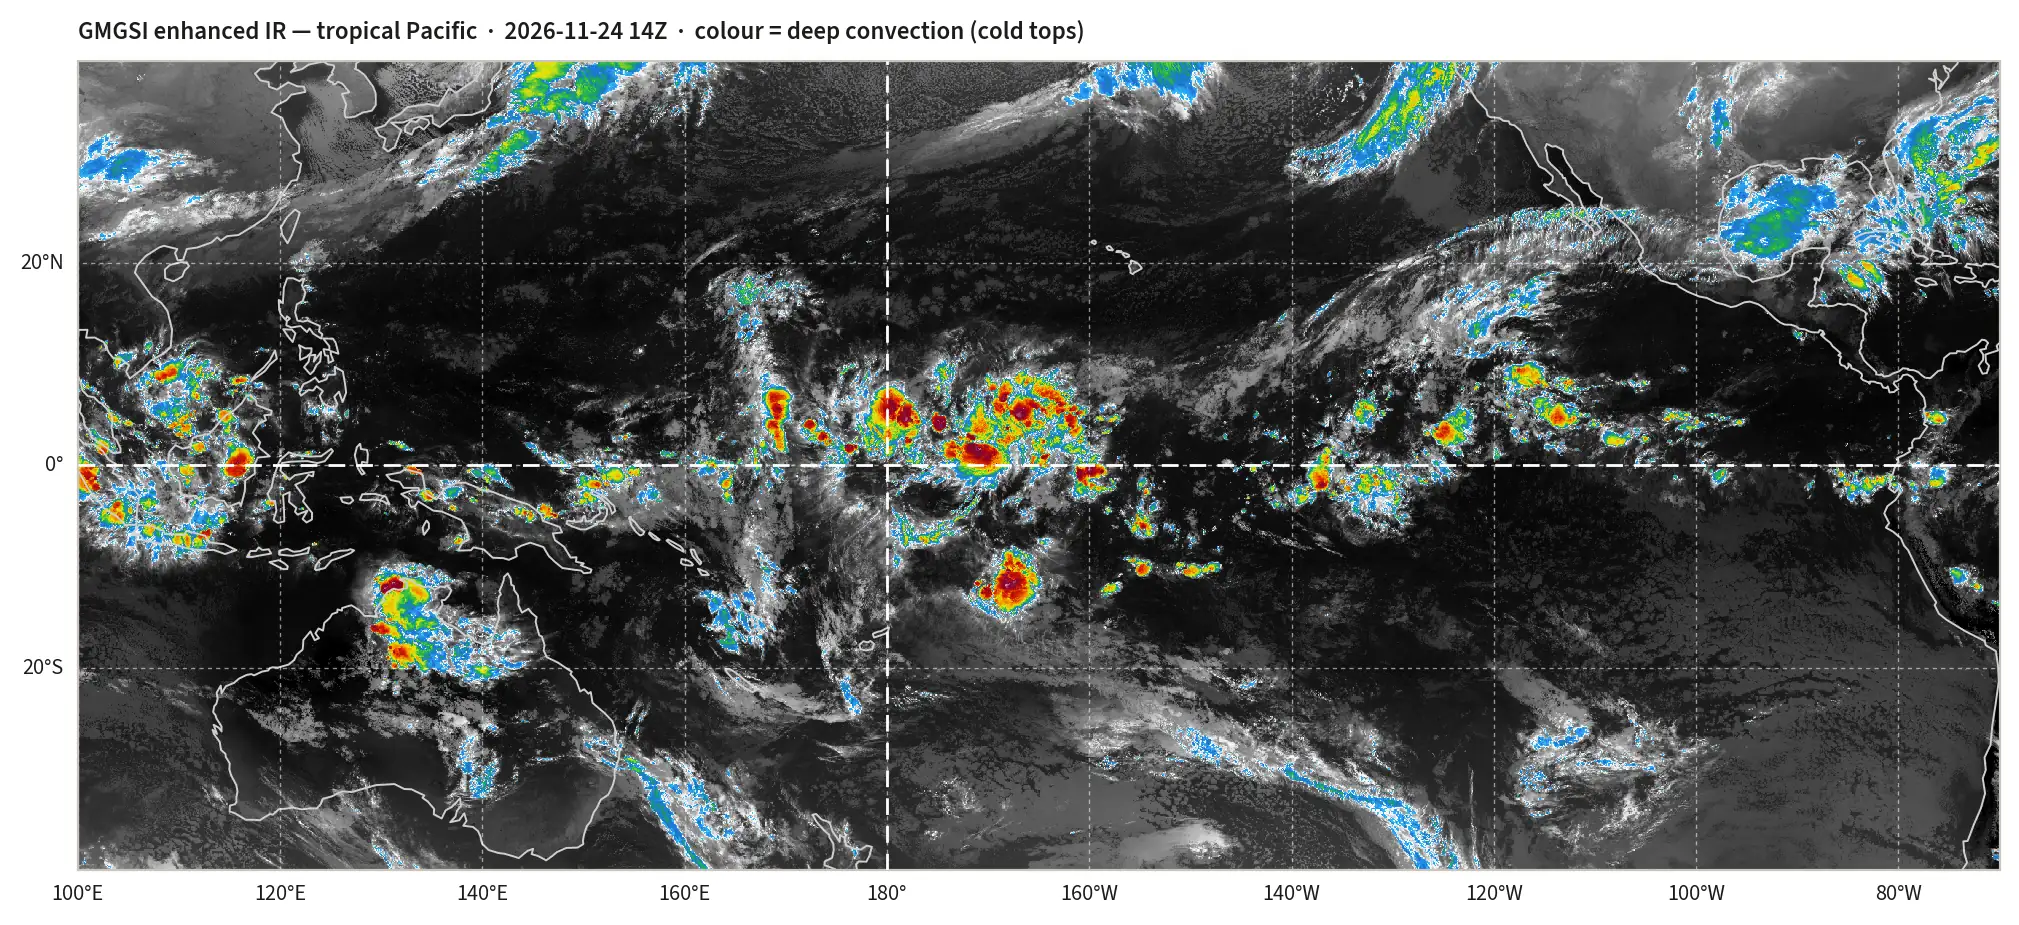 GMGSI enhanced IR — tropical Pacific · 2026-11-24 14Z · colour = deep convection (cold tops)
20°N
0°
20°S
100°E 120°E 140°E 160°E 180° 160°W 140°W 120°W 100°W 80°W